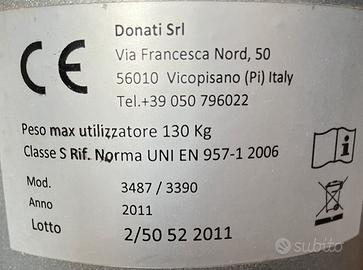 CE
Donati Srl
Via Francesca Nord, 50
56010 Vicopisano (Pi) Italy
Tel.+39 050 796022
Peso max utilizzatore 130 Kg
Classe S Rif. Norma UNI EN 957-1 2006
Mod. 3487 / 3390
Anno 2011
Lotto 2/50 52 2011
i
subito